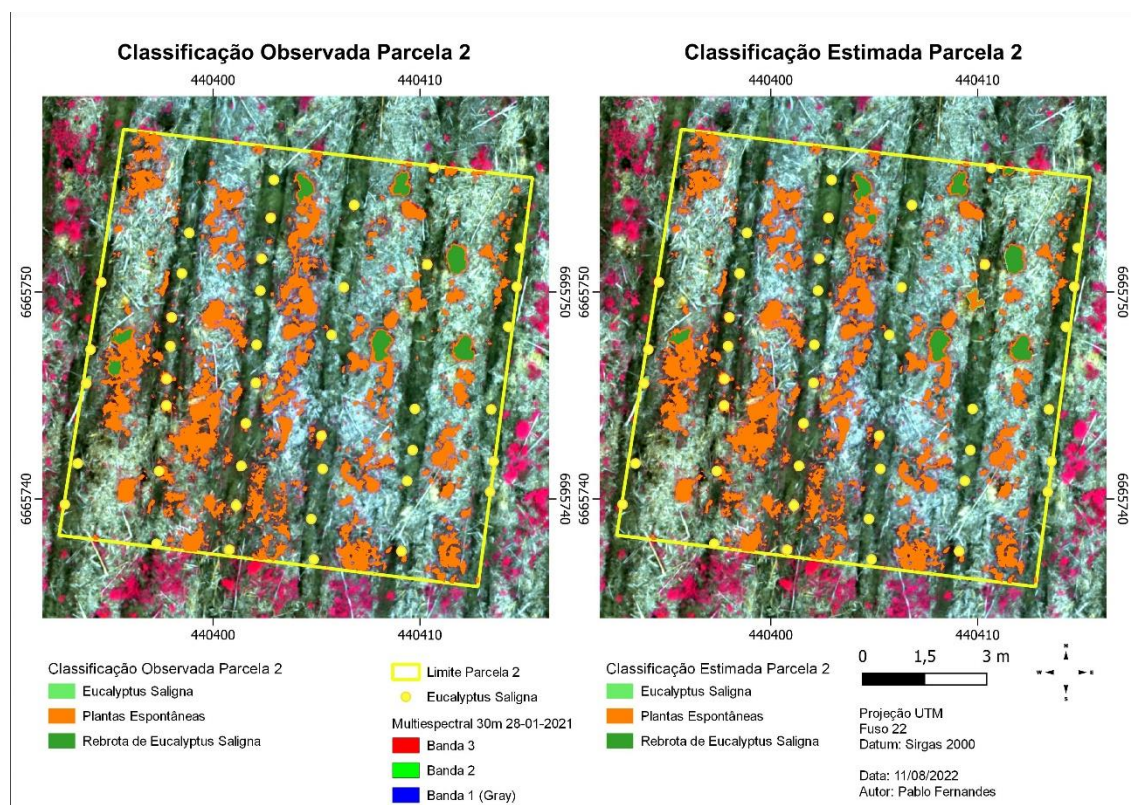 Classificação Observada Parcela 2
440400 440410
6665750
6665740
6665750
6665740
440400 440410
Classificação Estimada Parcela 2
440400 440410
6665750
6665740
440400 440410
Classificação Observada Parcela 2
Eucalyptus Saligna
Plantas Espontâneas
Rebrota de Eucalyptus Saligna
Limite Parcela 2
Eucalyptus Saligna
Multiespectral 30m 28-01-2021
Banda 3
Banda 2
Banda 1 (Gray)
Classificação Estimada Parcela 2
Eucalyptus Saligna
Plantas Espontâneas
Rebrota de Eucalyptus Saligna
0 1,5 3 m
N
W E
S
Projeção UTM
Fuso 22
Datum: Sirgas 2000
Data: 11/08/2022
Autor: Pablo Fernandes